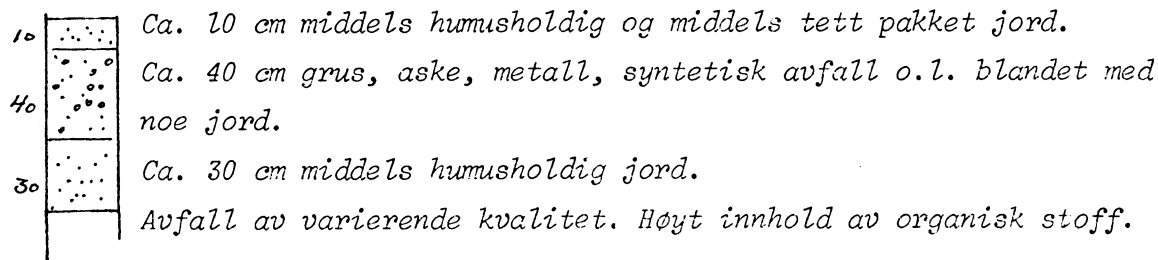 10 Ca. 10 cm middels humusholdig og middels tett pakket jord.
Ca. 40 cm grus, aske, metall, syntetisk avfall o.l. blandet med
40 noe jord.
30 Ca. 30 cm middels humusholdig jord.
Avfall av varierende kvalitet. Høyt innhold av organisk stoff.